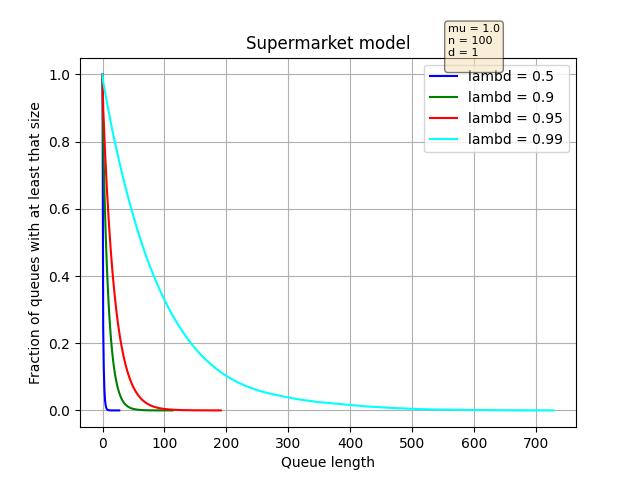 mu = 1.0
n = 100
d = 1
Supermarket model
lambd = 0.5
lambd = 0.9
lambd = 0.95
lambd = 0.99
Fraction of queues with at least that size
1.0
0.8
0.6
0.4
0.2
0.0
0 100 200 300 400 500 600 700
Queue length